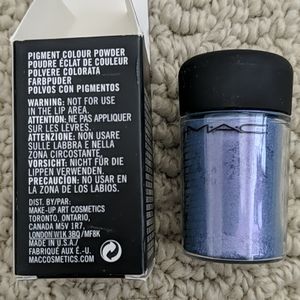 PIGMENT COLOUR POWDER
POUDRE ÉCLAT DE COULEUR
POLVERE COLORATA
FARBPUDER
POLVOS CON PIGMENTOS
WARNING: NOT FOR USE
IN THE LIP AREA.
ATTENTION: NE PAS APPLIQUER
SUR LES LÈVRES.
ATTENZIONE: NON USARE
SULLE LABBRA E NELLA
ZONA CIRCOSTANTE.
VORSICHT: NICHT FÜR DIE
LIPPEN VERWENDEN.
PRECAUCIÓN: NO USAR EN
LA ZONA DE LOS LABIOS.
DIST. BY/PAR:
MAKE-UP ART COSMETICS
TORONTO, ONTARIO,
CANADA M5V 1R7,
LONDON W1K 3BQ/MF8K
MADE IN U.S.A./
FABRIQUÉ AUX É.-U.
MACCOSMETICS.COM
MAC